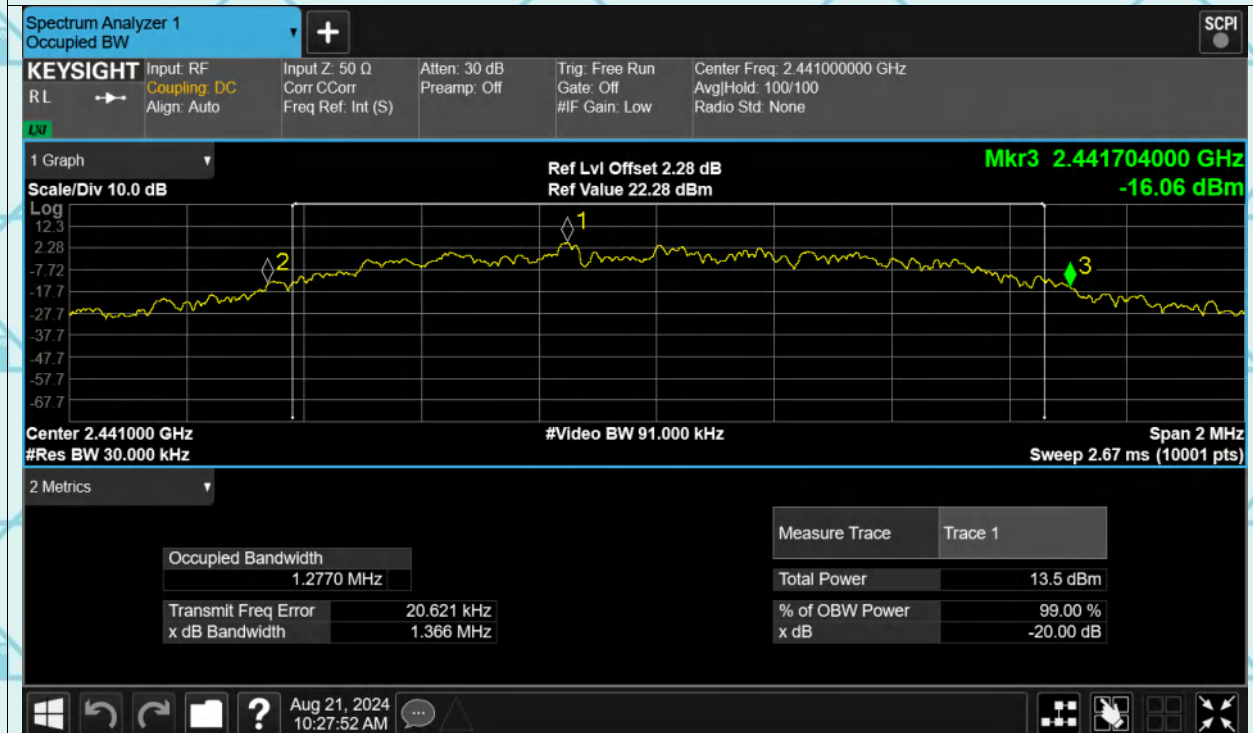 Spectrum Analyzer 1
Occupied BW
+
SCPI
KEYSIGHT
RL
LXI
Input: RF
Coupling: DC
Align: Auto
Input Z: 50 Ω
Corr CCorr
Freq Ref: Int (S)
Atten: 30 dB
Preamp: Off
Trig: Free Run
Gate: Off
#IF Gain: Low
Center Freq: 2.441000000 GHz
Avg|Hold: 100/100
Radio Std: None
1 Graph
Scale/Div 10.0 dB
Ref Lvl Offset 2.28 dB
Ref Value 22.28 dBm
Mkr3 2.441704000 GHz
-16.06 dBm
Log
12.3
2.28
-7.72
-17.7
-27.7
-37.7
-47.7
-57.7
-67.7
1
2
3
Center 2.441000 GHz
#Video BW 91.000 kHz
Span 2 MHz
#Res BW 30.000 kHz
Sweep 2.67 ms (10001 pts)
2 Metrics
Occupied Bandwidth
1.2770 MHz
Transmit Freq Error 20.621 kHz
x dB Bandwidth 1.366 MHz
Measure Trace Trace 1
Total Power 13.5 dBm
% of OBW Power 99.00 %
x dB -20.00 dB
?
Aug 21, 2024
10:27:52 AM